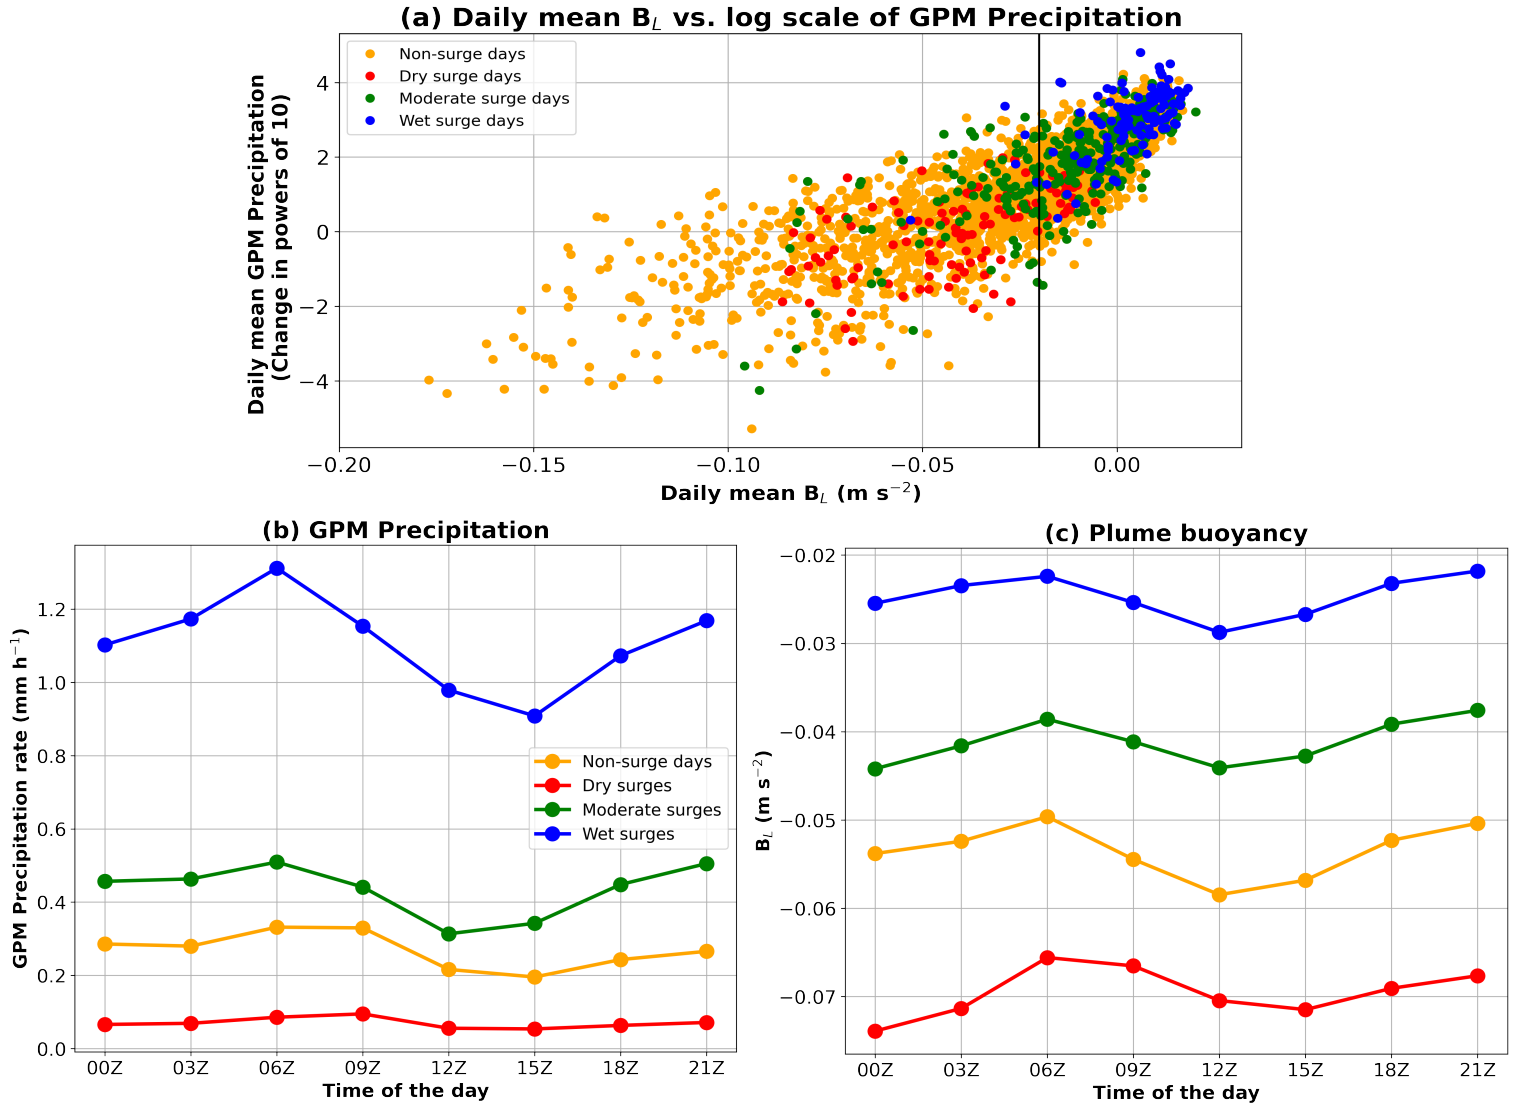 (a) Daily mean B_L vs. log scale of GPM Precipitation
Daily mean GPM Precipitation
(Change in powers of 10)
4
2
0
−2
−4
Non-surge days
Dry surge days
Moderate surge days
Wet surge days
−0.20 −0.15 −0.10 −0.05 0.00
Daily mean B_L (m s⁻²)
(b) GPM Precipitation
GPM Precipitation rate (mm h⁻¹)
1.2
1.0
0.8
0.6
0.4
0.2
0.0
Non-surge days
Dry surges
Moderate surges
Wet surges
00Z 03Z 06Z 09Z 12Z 15Z 18Z 21Z
Time of the day
(c) Plume buoyancy
B_L (m s⁻²)
−0.02
−0.03
−0.04
−0.05
−0.06
−0.07
00Z 03Z 06Z 09Z 12Z 15Z 18Z 21Z
Time of the day